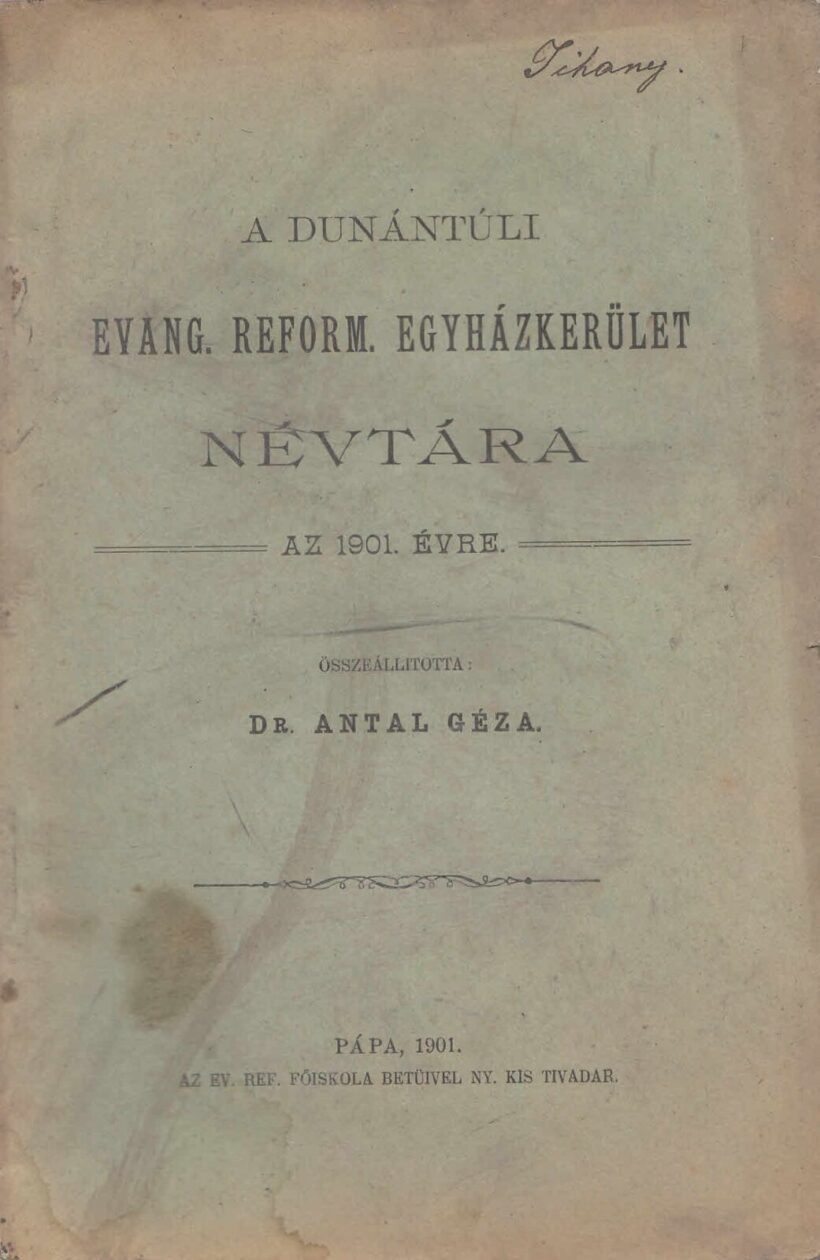 Tihany.
A DUNÁNTÚLI
EVANG. REFORM. EGYHÁZKERÜLET
NÉVTÁRA
AZ 1901. ÉVRE.
ÖSSZEÁLLITOTTA:
DR. ANTAL GÉZA.
PÁPA, 1901.
AZ EV. REF. FŐISKOLA BETÜIVEL NY. KIS TIVADAR.